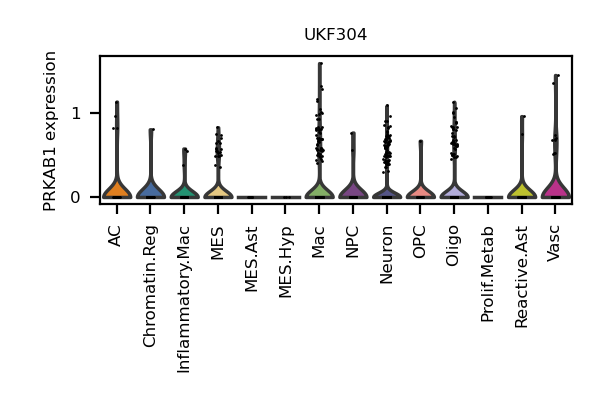 UKF304
PRKAB1 expression
1
0
AC
Chromatin.Reg
Inflammatory.Mac
MES
MES.Ast
MES.Hyp
Mac
NPC
Neuron
OPC
Oligo
Prolif.Metab
Reactive.Ast
Vasc